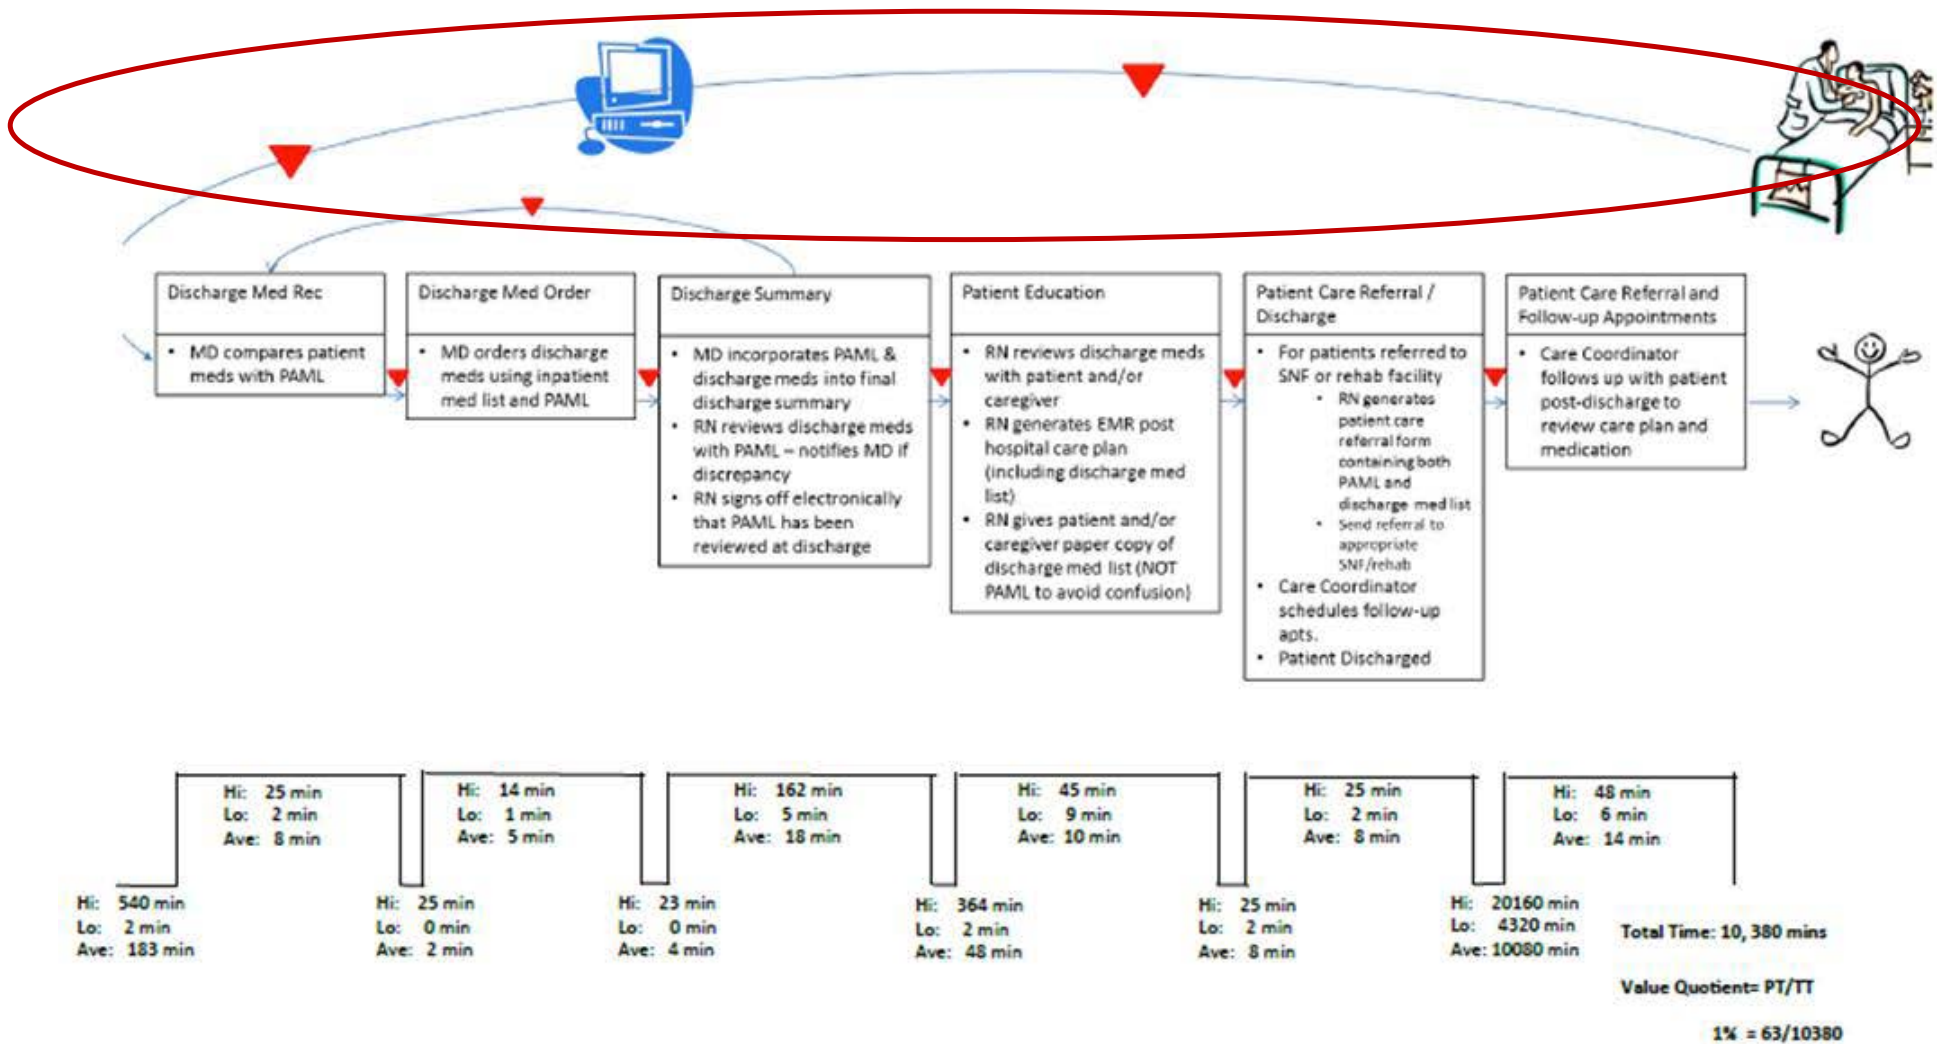 Discharge Med Rec
• MD compares patient
meds with PAML
Discharge Med Order
• MD orders discharge
meds using inpatient
med list and PAML
Discharge Summary
• MD incorporates PAML &
discharge meds into final
discharge summary
• RN reviews discharge meds
with PAML – notifies MD if
discrepancy
• RN signs off electronically
that PAML has been
reviewed at discharge
Patient Education
• RN reviews discharge meds
with patient and/or
caregiver
• RN generates EMR post
hospital care plan
(including discharge med
list)
• RN gives patient and/or
caregiver paper copy of
discharge med list (NOT
PAML to avoid confusion)
Patient Care Referral /
Discharge
• For patients referred to
SNF or rehab facility
• RN generates
patient care
referral form
containing both
PAML and
discharge med list
• Send referral to
appropriate
SNF/rehab
• Care Coordinator
schedules follow-up
apts.
• Patient Discharged
Patient Care Referral and
Follow-up Appointments
• Care Coordinator
follows up with patient
post-discharge to
review care plan and
medication
Hi: 25 min
Lo: 2 min
Ave: 8 min
Hi: 14 min
Lo: 1 min
Ave: 5 min
Hi: 162 min
Lo: 5 min
Ave: 18 min
Hi: 45 min
Lo: 9 min
Ave: 10 min
Hi: 25 min
Lo: 2 min
Ave: 8 min
Hi: 48 min
Lo: 6 min
Ave: 14 min
Hi: 540 min
Lo: 2 min
Ave: 183 min
Hi: 25 min
Lo: 0 min
Ave: 2 min
Hi: 23 min
Lo: 0 min
Ave: 4 min
Hi: 364 min
Lo: 2 min
Ave: 48 min
Hi: 25 min
Lo: 2 min
Ave: 8 min
Hi: 20160 min
Lo: 4320 min
Ave: 10080 min
Total Time: 10, 380 mins
Value Quotient= PT/TT
1% = 63/10380